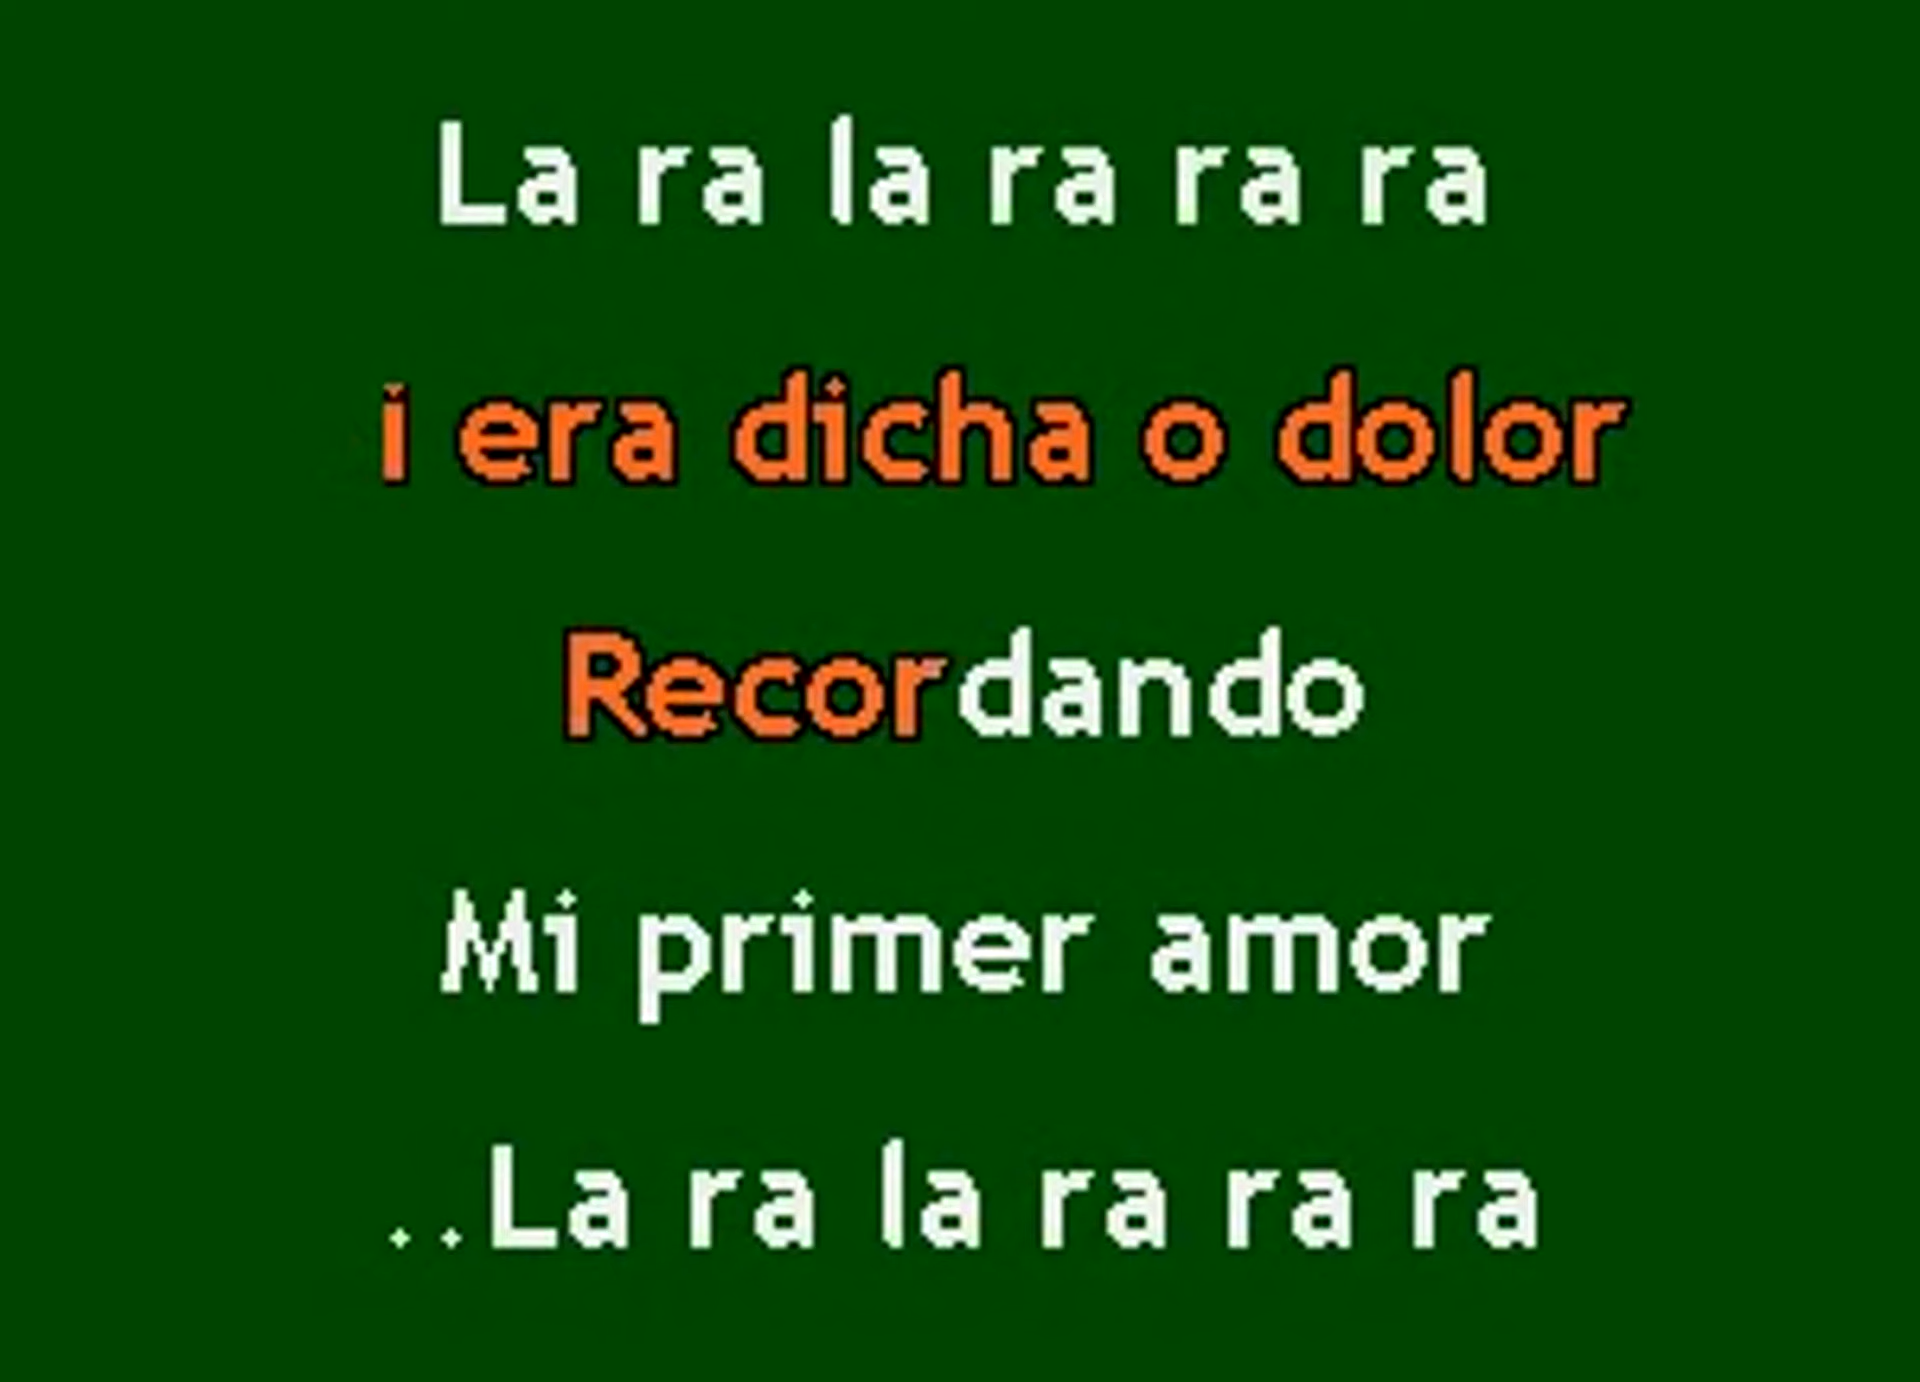 La ra la ra ra ra
i era dicha o dolor
Recordando
Mi primer amor
..La ra la ra ra ra